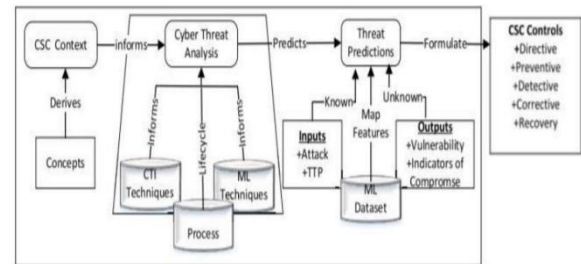 CSC Context
informs
Cyber Threat
Analysis
Predicts
Threat
Predictions
Formulate
CSC Controls
+Directive
+Preventive
+Detective
+Corrective
+Recovery
Derives
Concepts
Informs
Lifecycle
Informs
CTI
Techniques
ML
Techniques
Process
Known
Map
Features
Unknown
Inputs
+Attack
+TTP
Outputs
+Vulnerability
+Indicators of
Compromse
ML
Dataset